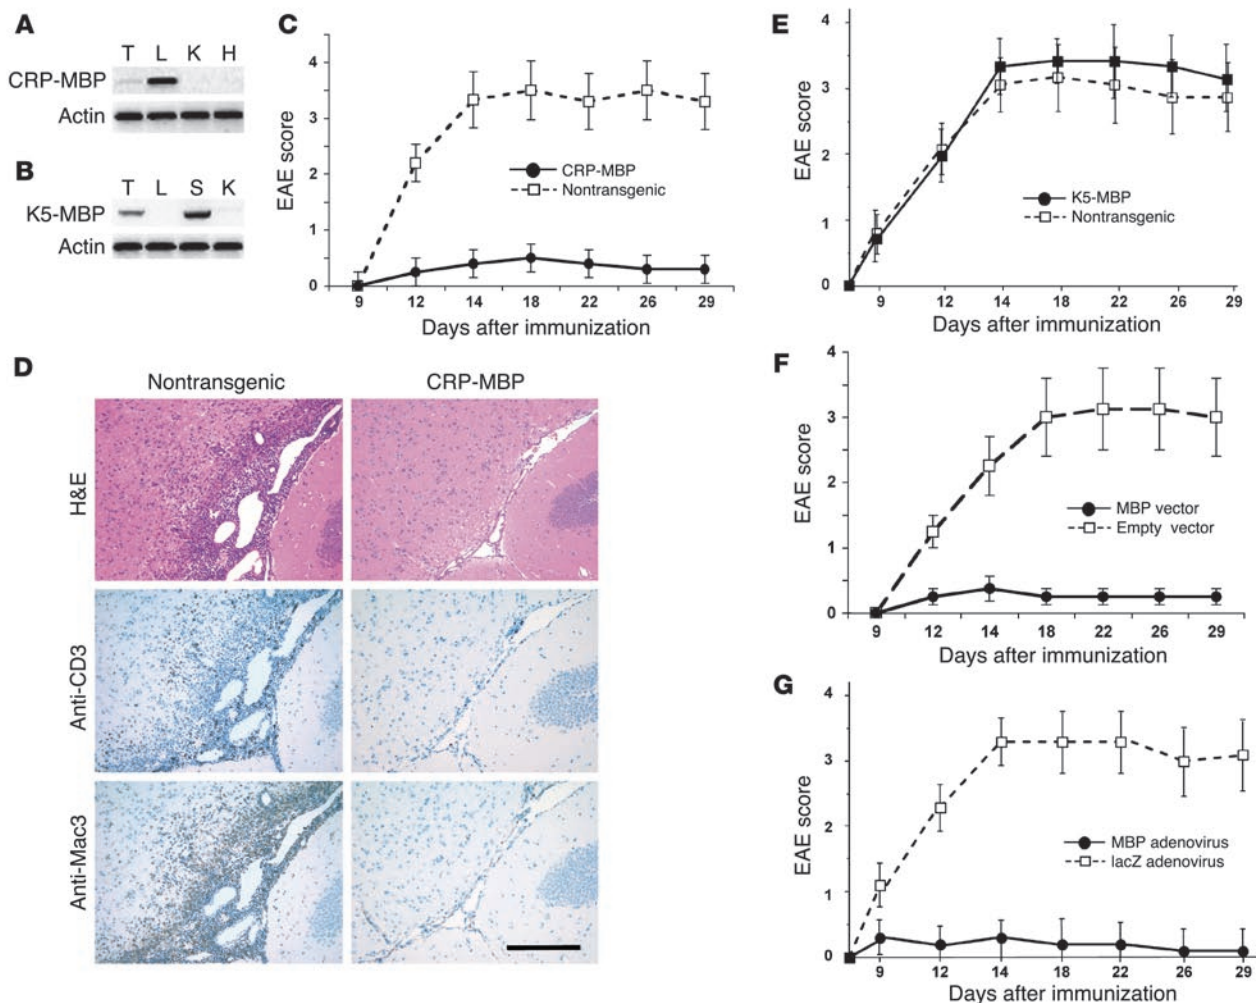 A
T L K H
CRP-MBP
Actin
B
T L S K
K5-MBP
Actin
C
4
3
2
1
0
EAE score
CRP-MBP
Nontransgenic
9 12 14 18 22 26 29
Days after immunization
D
Nontransgenic CRP-MBP
H&E
Anti-CD3
Anti-Mac3
E
4
3
2
1
0
EAE score
K5-MBP
Nontransgenic
9 12 14 18 22 26 29
Days after immunization
F
4
3
2
1
0
EAE score
MBP vector
Empty vector
9 12 14 18 22 26 29
Days after immunization
G
4
3
2
1
0
EAE score
MBP adenovirus
lacZ adenovirus
9 12 14 18 22 26 29
Days after immunization